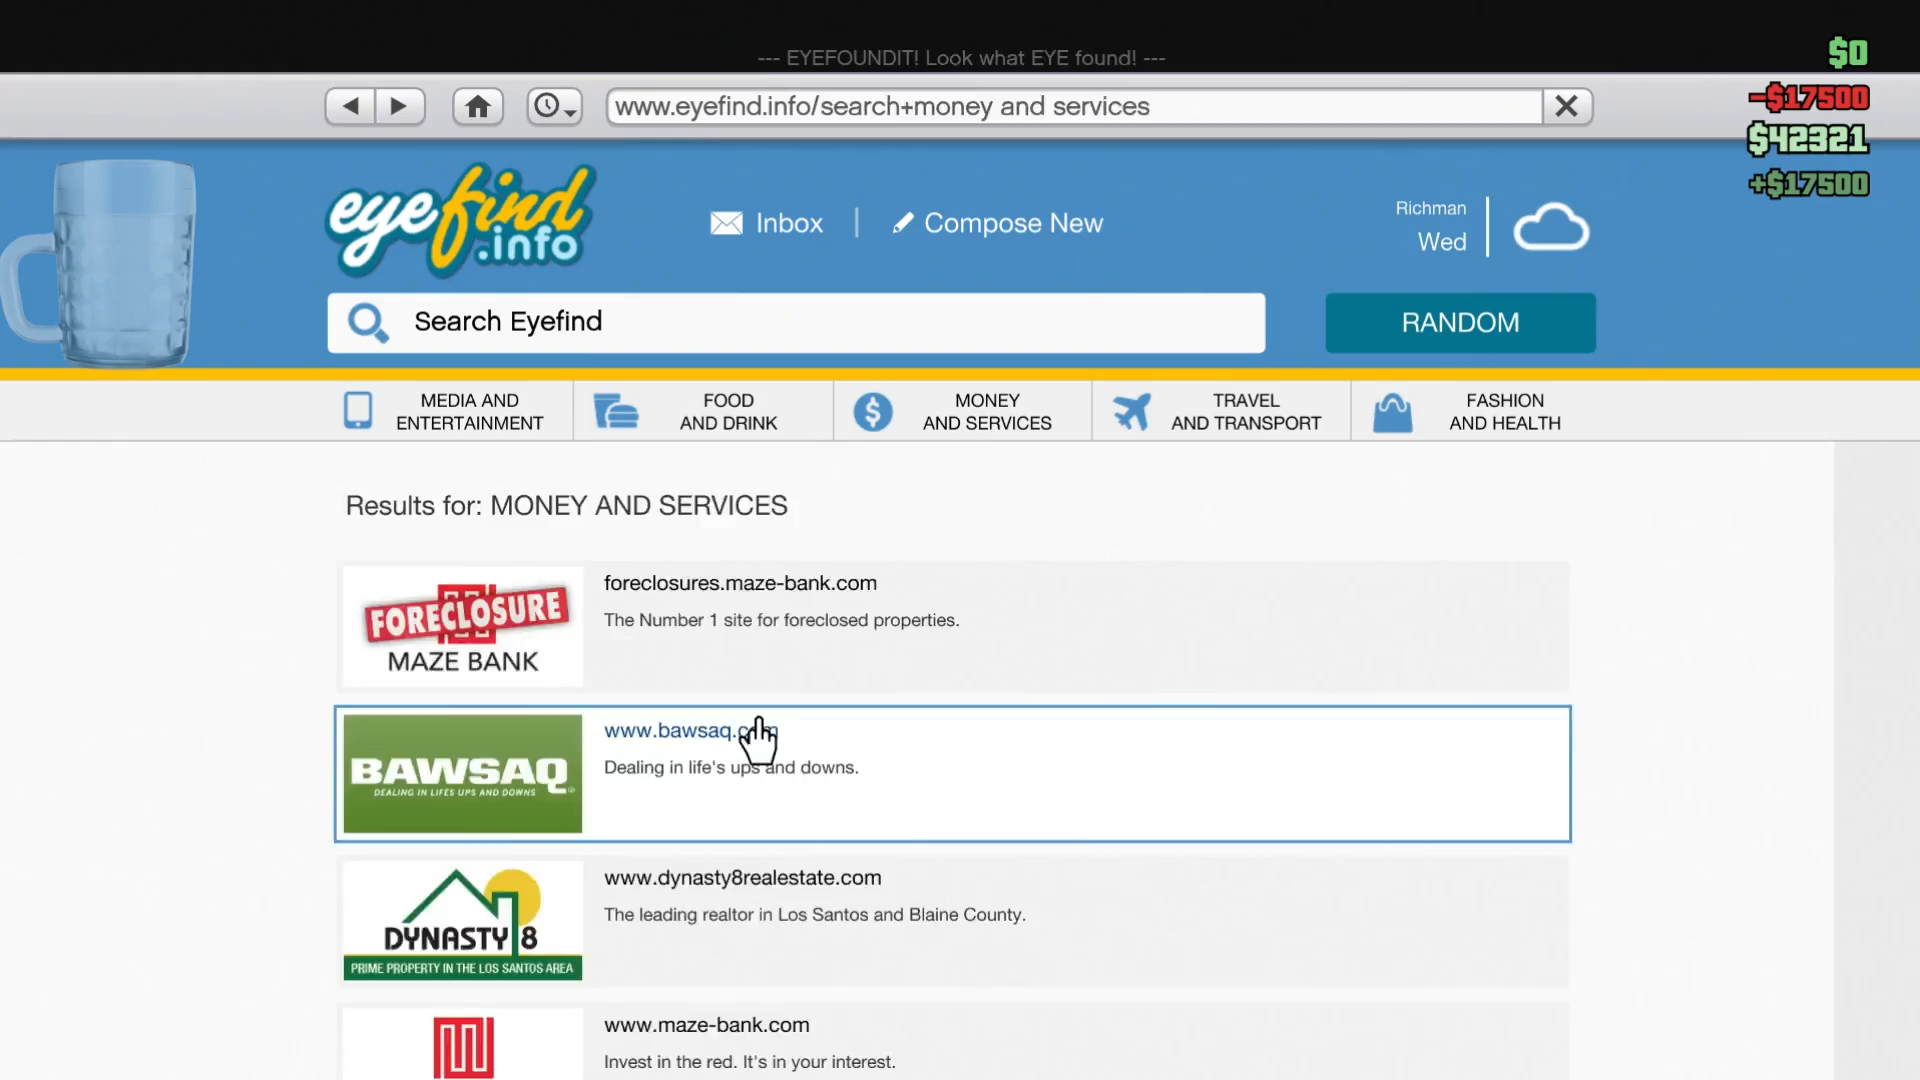 --- EYEFOUNDIT! Look what EYE found! ---
$0
-$17500
$42321
+$17500
www.eyefind.info/search+money and services
eyefind
.info
Inbox
Compose New
Richman
Wed
Search Eyefind
RANDOM
MEDIA AND
ENTERTAINMENT
FOOD
AND DRINK
MONEY
AND SERVICES
TRAVEL
AND TRANSPORT
FASHION
AND HEALTH
Results for: MONEY AND SERVICES
FORECLOSURE
MAZE BANK
foreclosures.maze-bank.com
The Number 1 site for foreclosed properties.
BAWSAQ
DEALING IN LIFES UPS AND DOWNS
www.bawsaq.com
Dealing in life's ups and downs.
DYNASTY 8
PRIME PROPERTY IN THE LOS SANTOS AREA
www.dynasty8realestate.com
The leading realtor in Los Santos and Blaine County.
www.maze-bank.com
Invest in the red. It's in your interest.